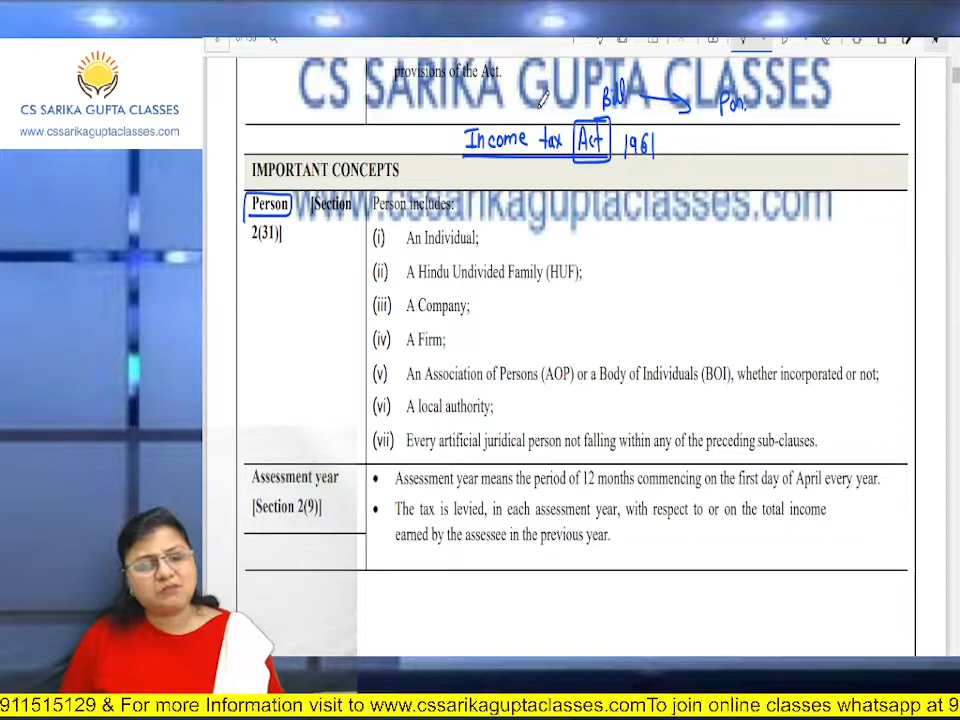 provisions of the Act.
CS SARIKA GUPTA CLASSES
Bill
Income tax Act 1961
CS SARIKA GUPTA CLASSES
www.cssarikaguptaclasses.com
IMPORTANT CONCEPTS
www.cssarikaguptaclasses.com
Person [Section 2(31)]
Person includes:
(i) An Individual;
(ii) A Hindu Undivided Family (HUF);
(iii) A Company;
(iv) A Firm;
(v) An Association of Persons (AOP) or a Body of Individuals (BOI), whether incorporated or not;
(vi) A local authority;
(vii) Every artificial juridical person not falling within any of the preceding sub-clauses.
Assessment year
[Section 2(9)]
• Assessment year means the period of 12 months commencing on the first day of April every year.
• The tax is levied, in each assessment year, with respect to or on the total income
earned by the assessee in the previous year.
911515129 & For more Information visit to www.cssarikaguptaclasses.comTo join online classes whatsapp at 9